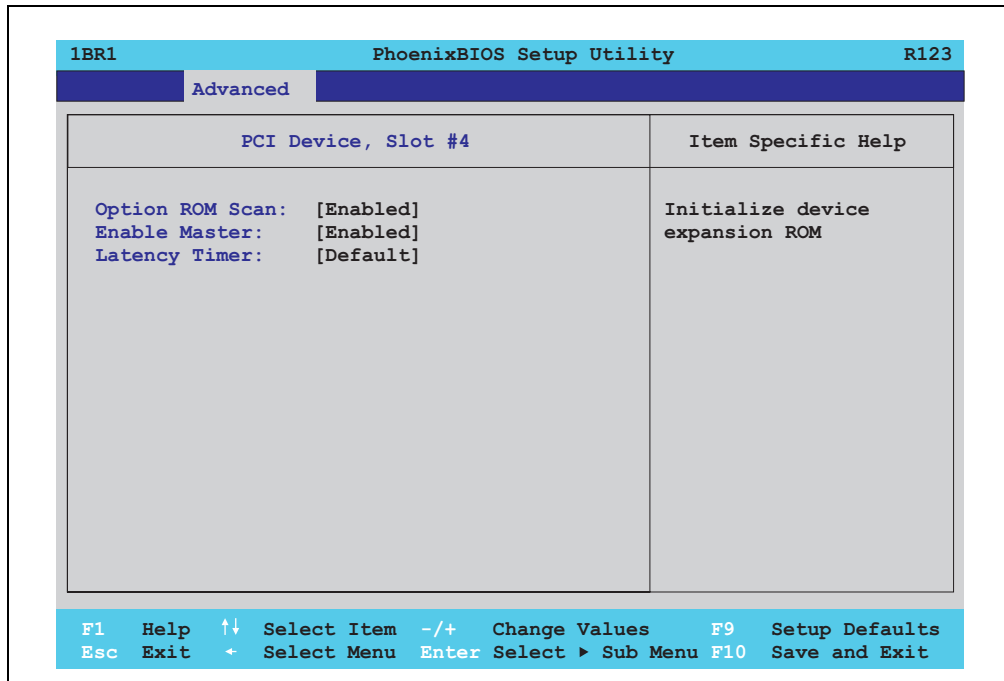 1BR1 PhoenixBIOS Setup Utility R123
Advanced
PCI Device, Slot #4
Item Specific Help
Option ROM Scan: [Enabled]
Enable Master: [Enabled]
Latency Timer: [Default]
Initialize device
expansion ROM
F1 Help ↑↓ Select Item -/+ Change Values F9 Setup Defaults
Esc Exit ← Select Menu Enter Select ▶ Sub Menu F10 Save and Exit